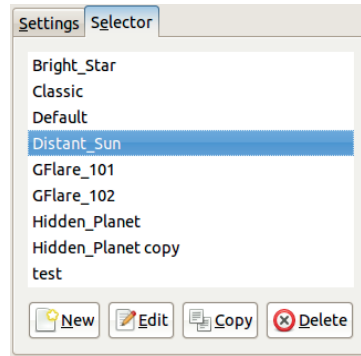 Settings Selector
Bright_Star
Classic
Default
Distant_Sun
GFlare_101
GFlare_102
Hidden_Planet
Hidden_Planet copy
test
New Edit Copy Delete